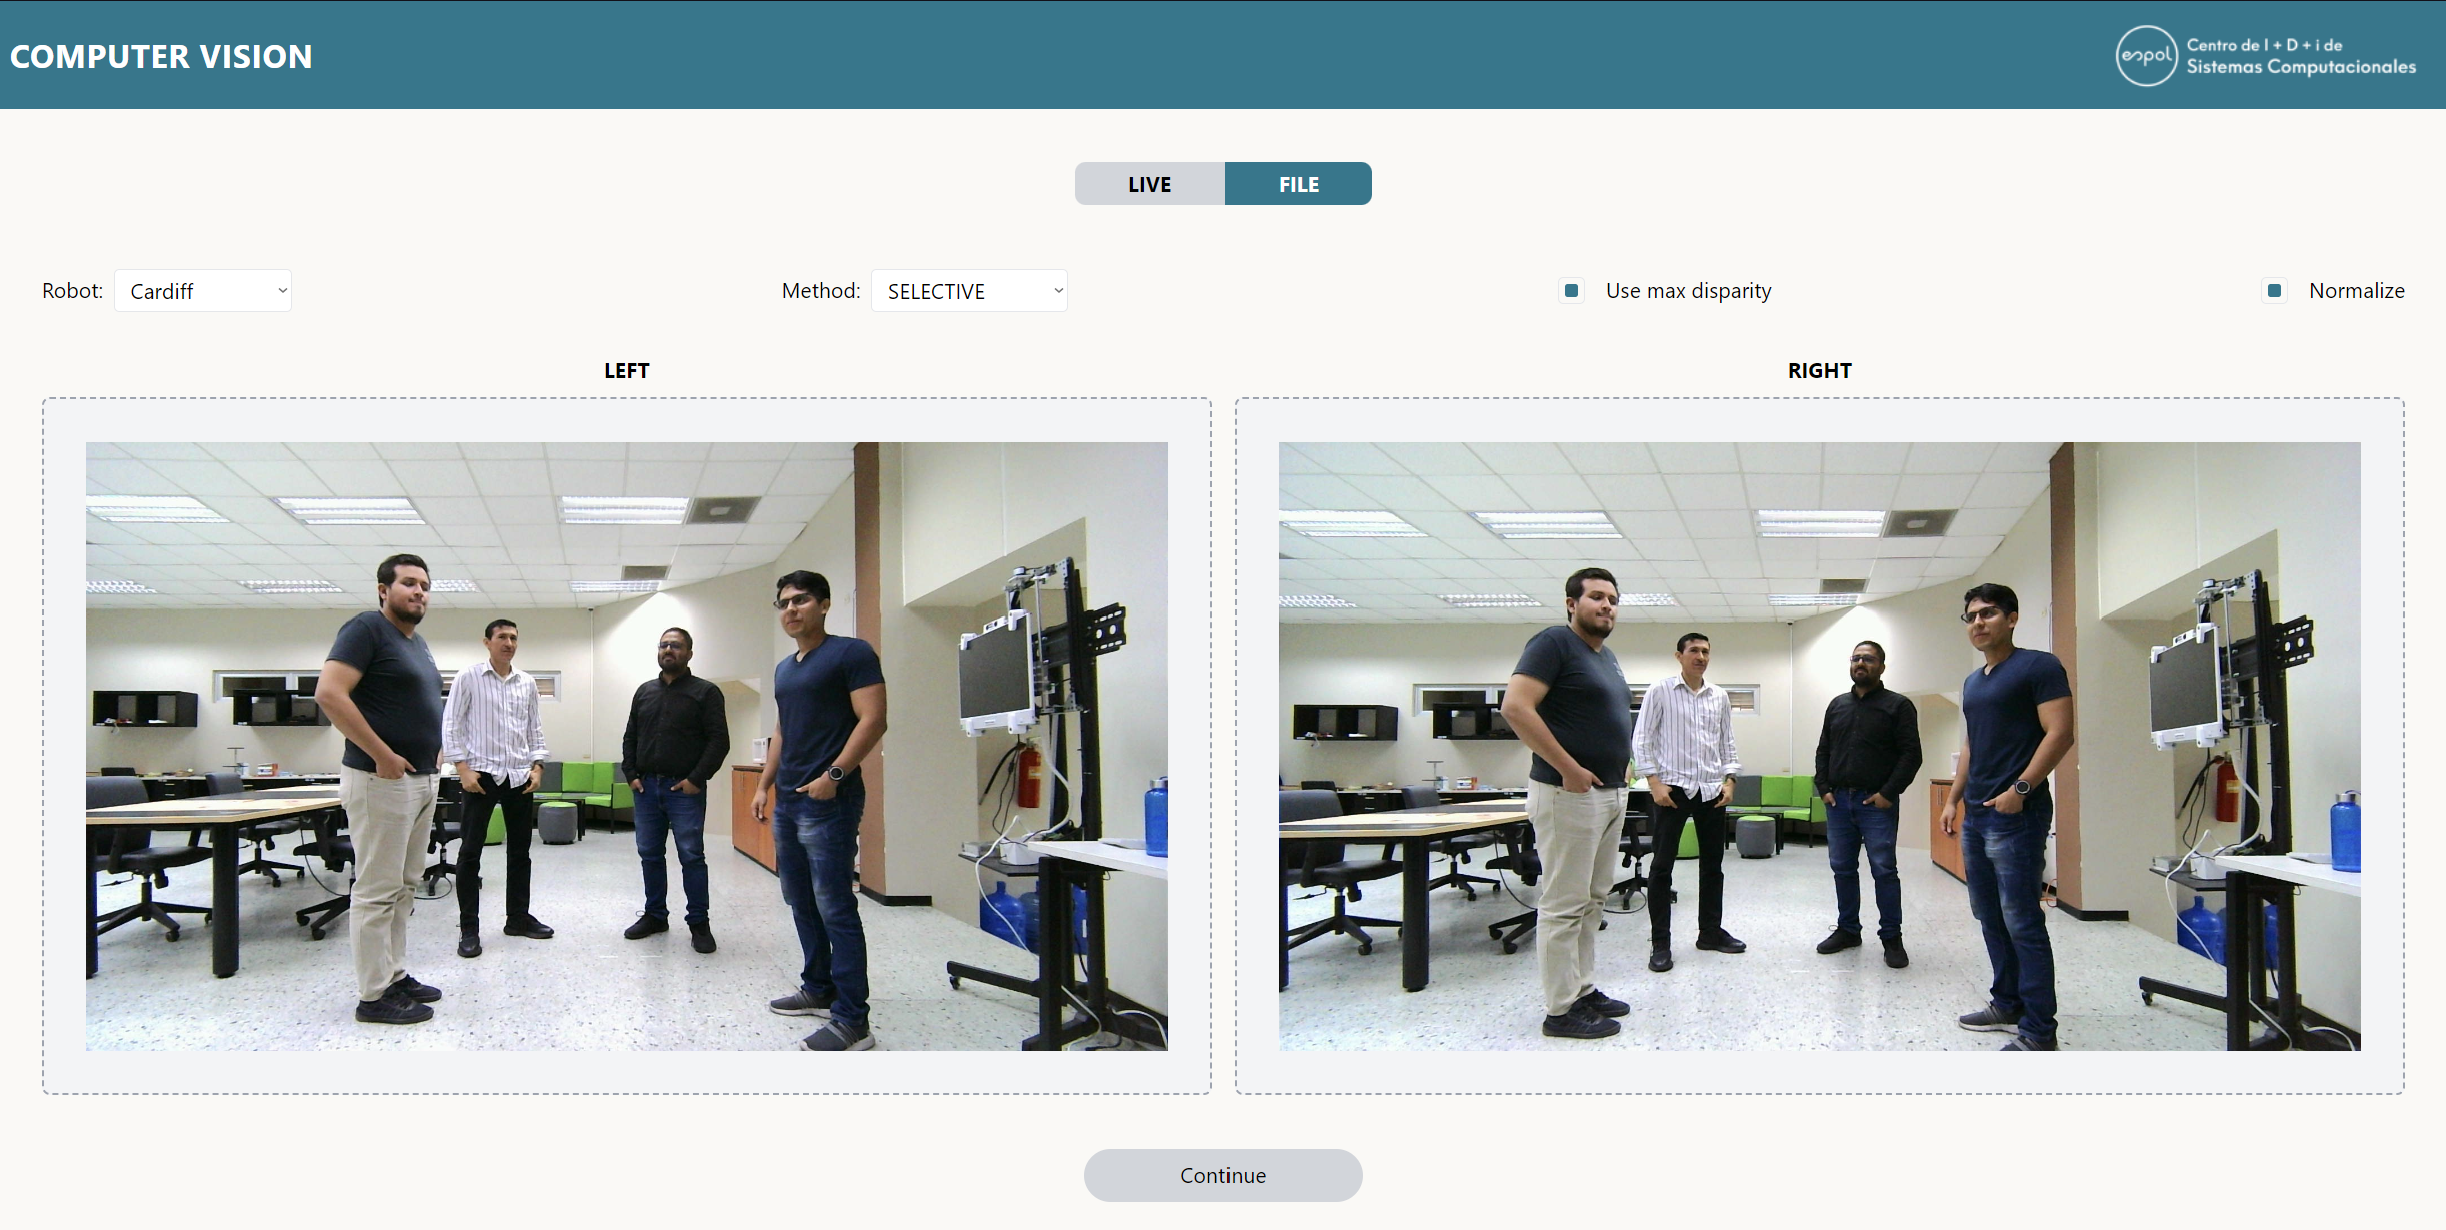 COMPUTER VISION
espol
Centro de I + D + i de
Sistemas Computacionales
LIVE
FILE
Robot:
Cardiff
Method:
SELECTIVE
Use max disparity
Normalize
LEFT
RIGHT
Continue